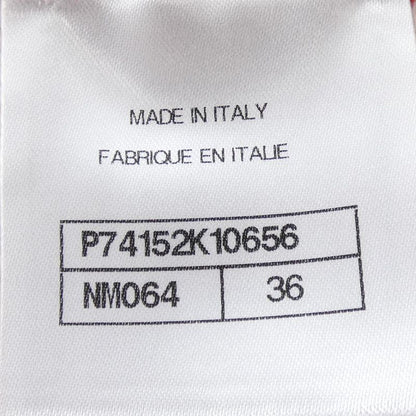 MADE IN ITALY
FABRIQUE EN ITALIE
P74152K10656
NM064 36